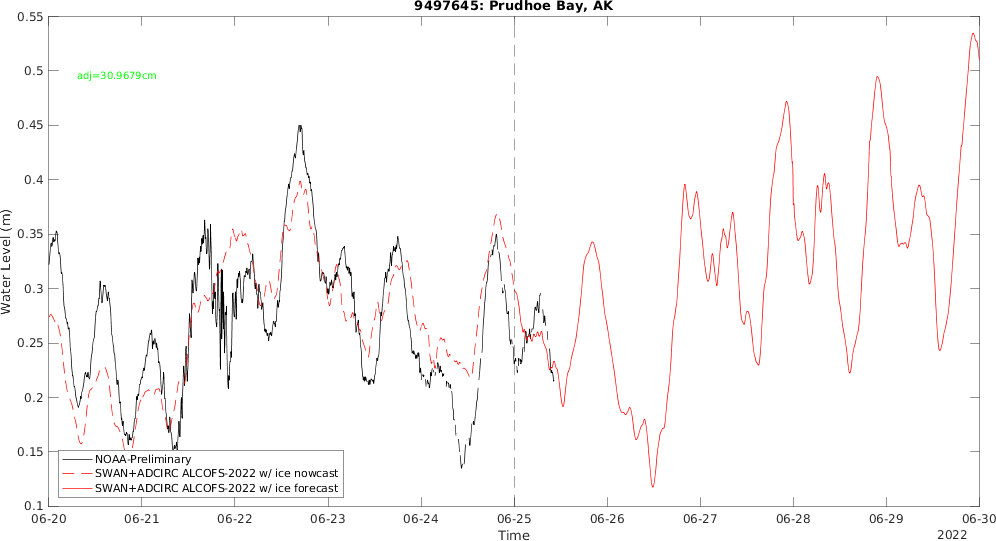 9497645: Prudhoe Bay, AK
0.55
0.5
0.45
0.4
0.35
0.3
0.25
0.2
0.15
0.1
Water Level (m)
adj=30.9679cm
NOAA-Preliminary
SWAN+ADCIRC ALCOFS-2022 w/ ice nowcast
SWAN+ADCIRC ALCOFS-2022 w/ ice forecast
06-20 06-21 06-22 06-23 06-24 06-25 06-26 06-27 06-28 06-29 06-30
Time
2022